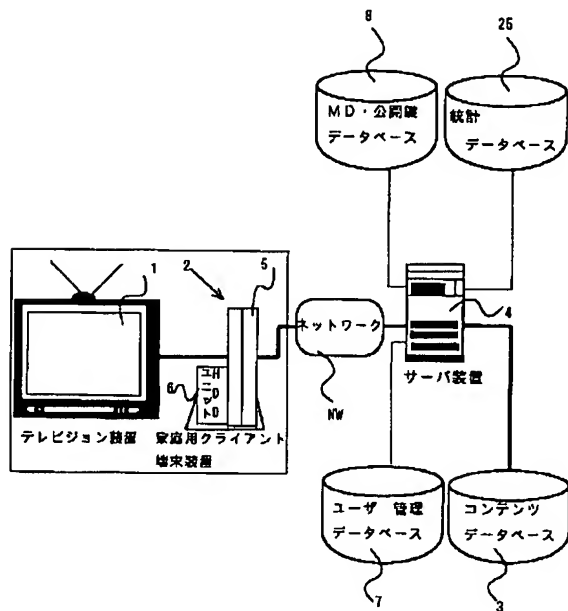 8
25
MD・公開鍵
データベース
統計
データベース
1
2
5
4
6
HDD
ユニット
ネットワーク
サーバ装置
NW
テレビジョン装置
家庭用クライアント
端末装置
ユーザ 管理
データベース
コンテンツ
データベース
7
3